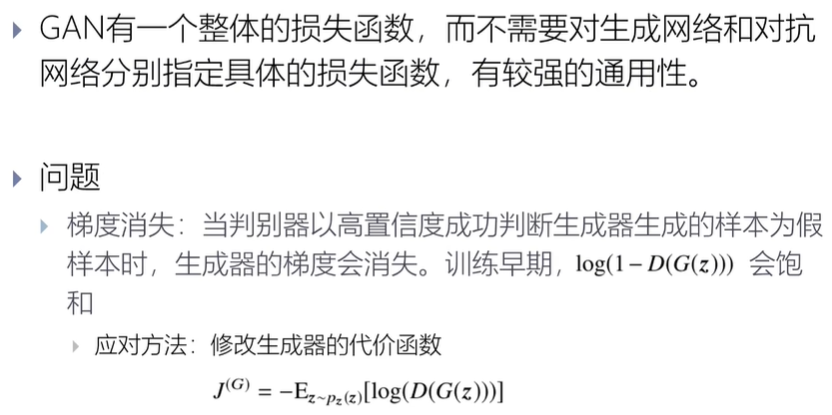 GAN有一个整体的损失函数，而不需要对生成网络和对抗
网络分别指定具体的损失函数，有较强的通用性。
问题
梯度消失：当判别器以高置信度成功判断生成器生成的样本为假
样本时，生成器的梯度会消失。训练早期，log(1 − D(G(z))) 会饱
和
应对方法：修改生成器的代价函数
J^{(G)} = −E_{z∼p_z(z)}[log(D(G(z)))]